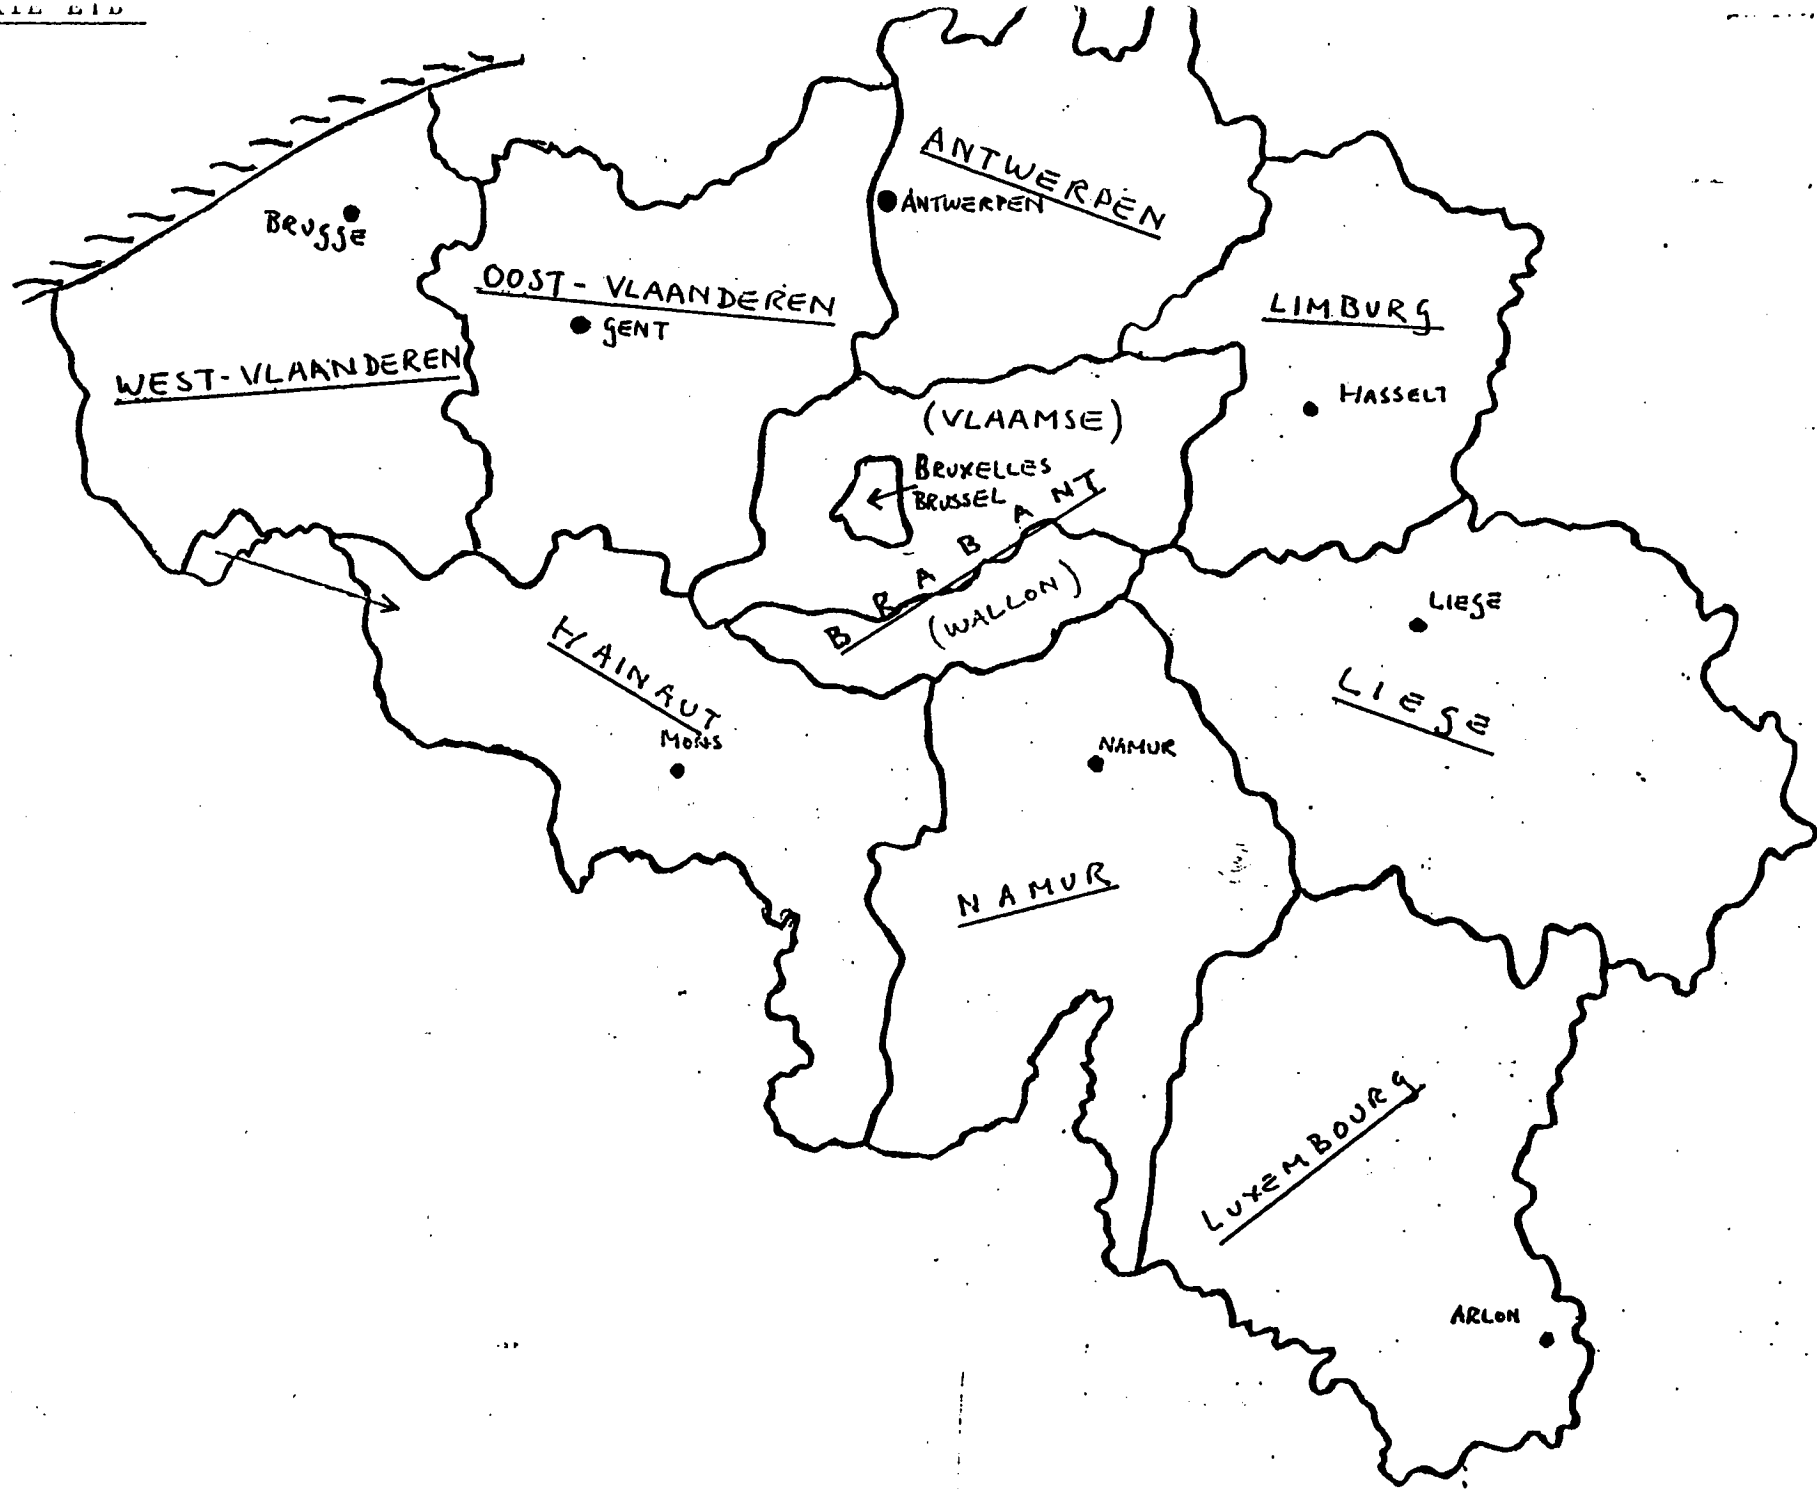 ANTWERPEN
ANTWERPEN
BRUGGE
OOST-VLAANDEREN
GENT
LIMBURG
WEST-VLAANDEREN
HASSELT
(VLAAMSE)
BRUXELLES
BRUSSEL
BRABANT
(WALLON)
LIEGE
HAINAUT
MONS
LIEGE
NAMUR
NAMUR
LUXEMBOURG
ARLON